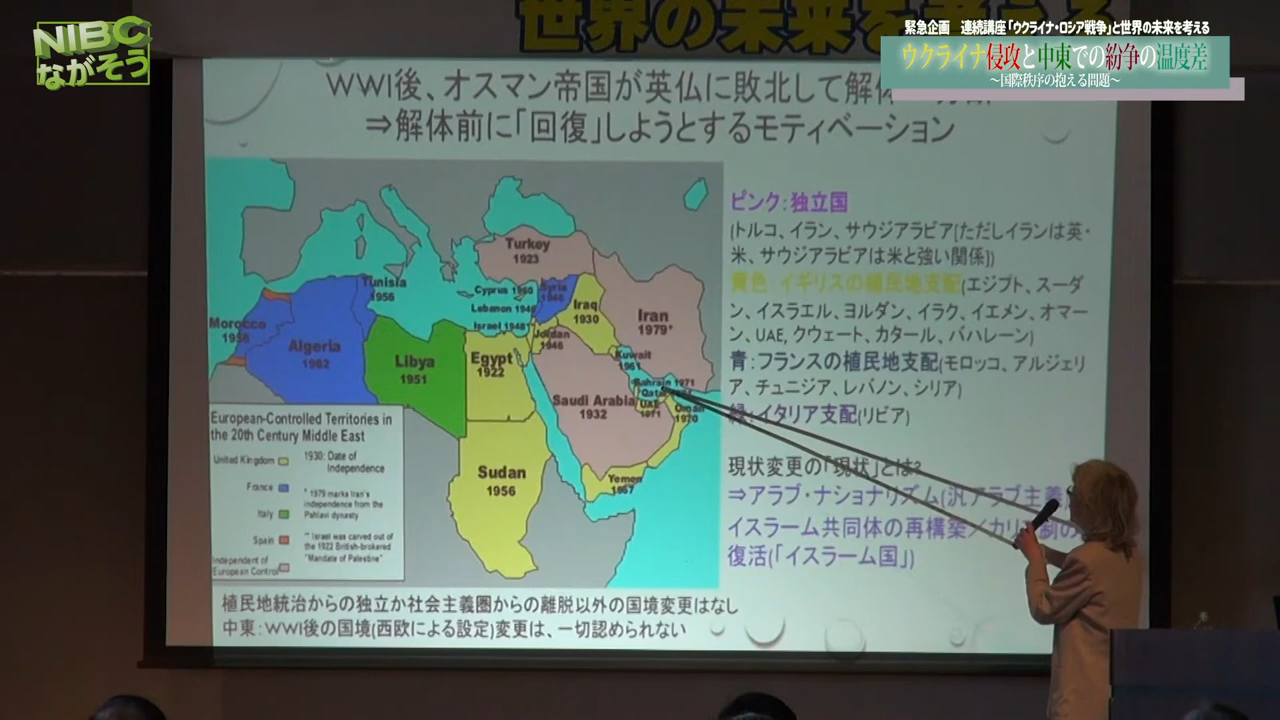 NIBC
ながそう
世界の未来を考える
緊急企画 連続講座「ウクライナ・ロシア戦争」と世界の未来を考える
ウクライナ侵攻と中東での紛争の温度差
～国際秩序の抱える問題～
WWI後、オスマン帝国が英仏に敗北して解体
⇒解体前に「回復」しようとするモティベーション
Turkey
1923
Tunisia
1956
Cyprus 1960
Syria
1946
Lebanon 1946
Iraq
1930
Israel 1948
Iran
1979*
Morocco
1956
Jordan
1946
Algeria
1962
Libya
1951
Egypt
1922
Kuwait
1961
Bahrain 1971
Qatar
UAE
1971
Saudi Arabia
1932
Oman
1970
Sudan
1956
Yemen
1967
European-Controlled Territories in
the 20th Century Middle East
United Kingdom
France
Italy
Spain
Independent of
European Control
1930: Date of
Independence
* 1979 marks Iran's
independence from the
Pahlavi dynasty
** Israel was carved out of
the 1922 British-brokered
"Mandate of Palestine"
ピンク：独立国
(トルコ、イラン、サウジアラビア(ただしイランは英・
米、サウジアラビアは米と強い関係))
黄色：イギリスの植民地支配(エジプト、スーダ
ン、イスラエル、ヨルダン、イラク、イエメン、オマー
ン、UAE, クウェート、カタール、バハレーン)
青：フランスの植民地支配(モロッコ、アルジェリ
ア、チュニジア、レバノン、シリア)
緑：イタリア支配(リビア)
現状変更の「現状」とは?
⇒アラブ・ナショナリズム(汎アラブ主義)
イスラーム共同体の再構築／カリフ制の
復活(「イスラーム国」)
植民地統治からの独立か社会主義圏からの離脱以外の国境変更はなし
中東：WWI後の国境(西欧による設定)変更は、一切認められない